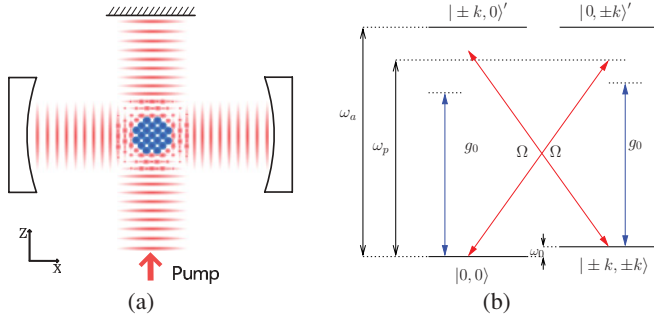 Z
x
Pump
(a)
| ± k, 0⟩′
|0, ±k⟩′
ω_a
ω_p
g_0
Ω
Ω
g_0
ω_0
|0, 0⟩
| ± k, ±k⟩
(b)